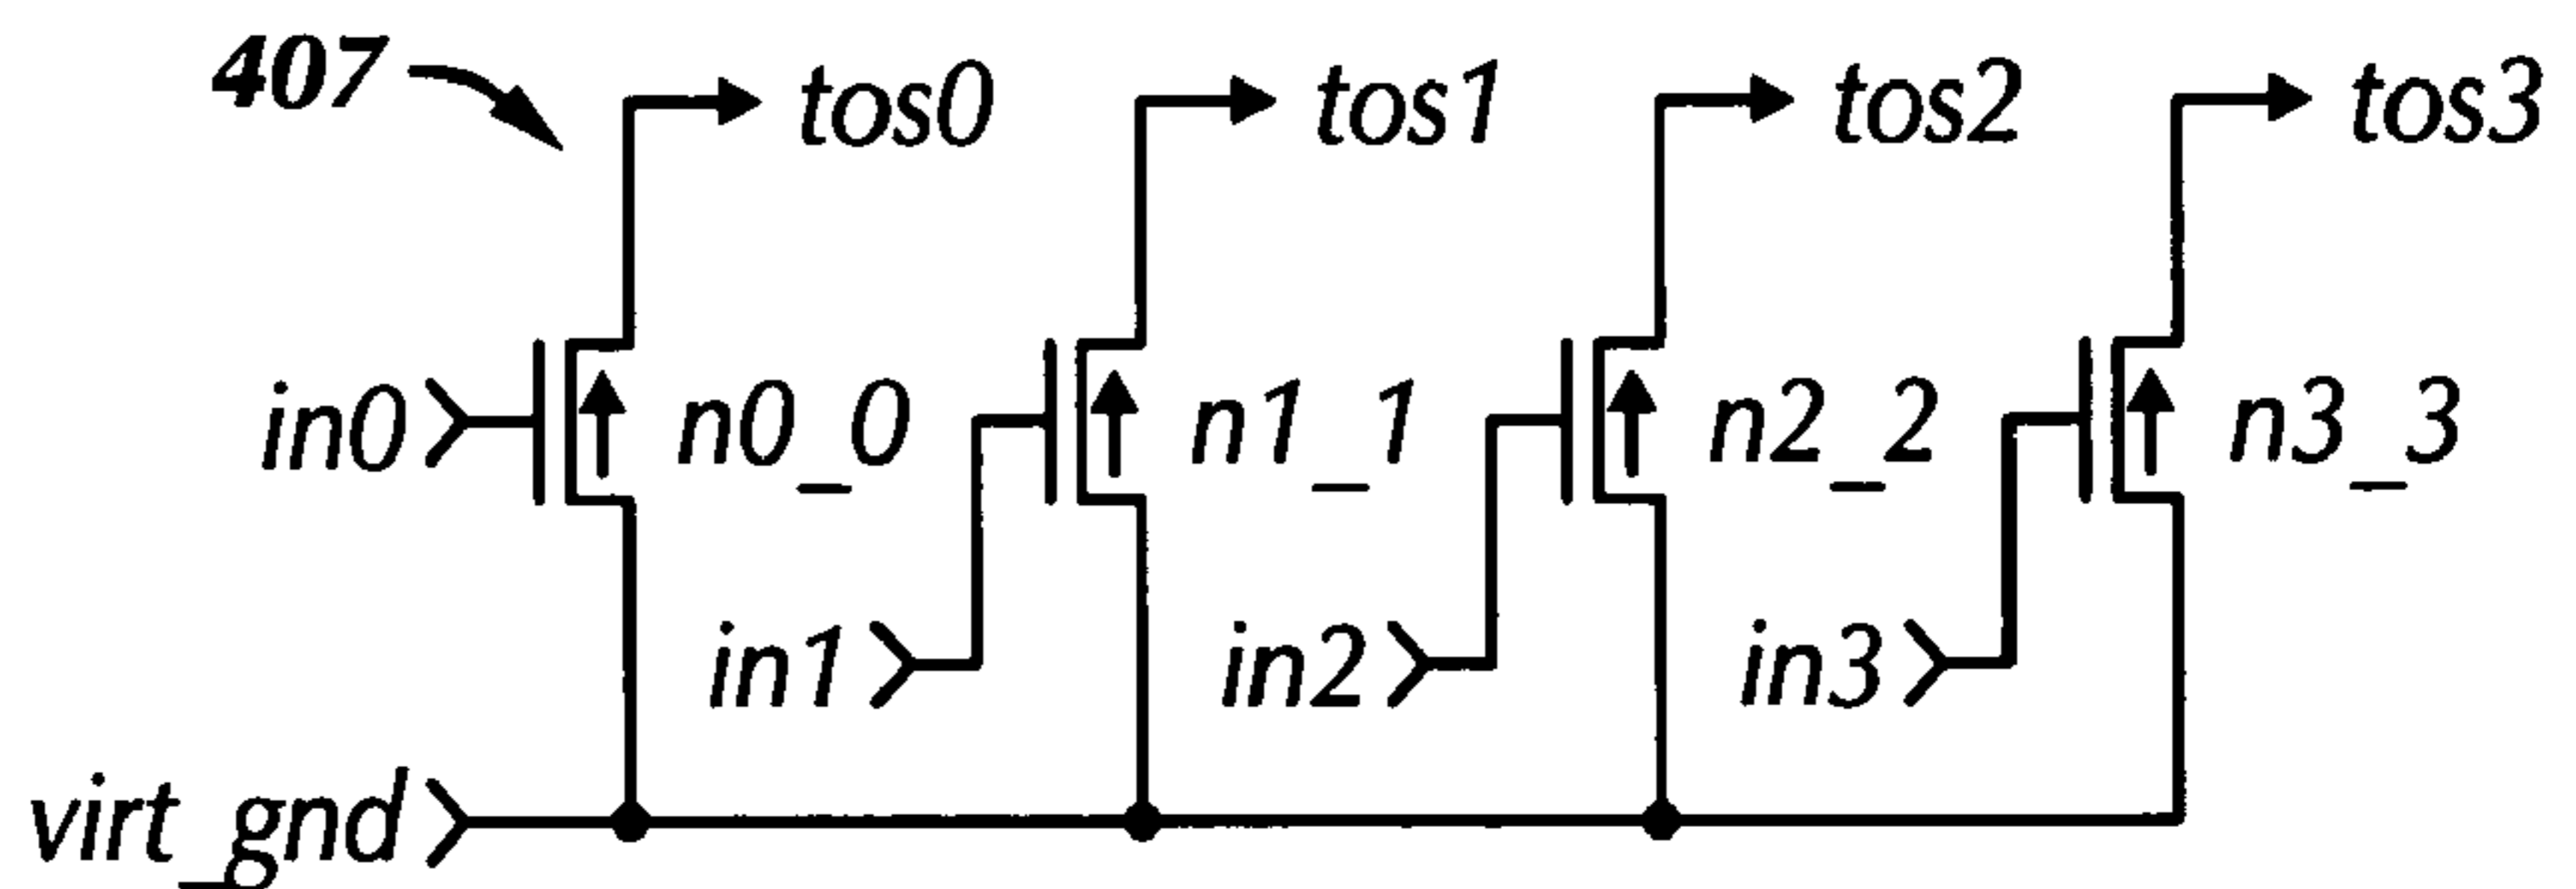 407 tos0 tos1 tos2 tos3
in0 n0_0 n1_1 n2_2 n3_3
in1 in2 in3
virt_gnd